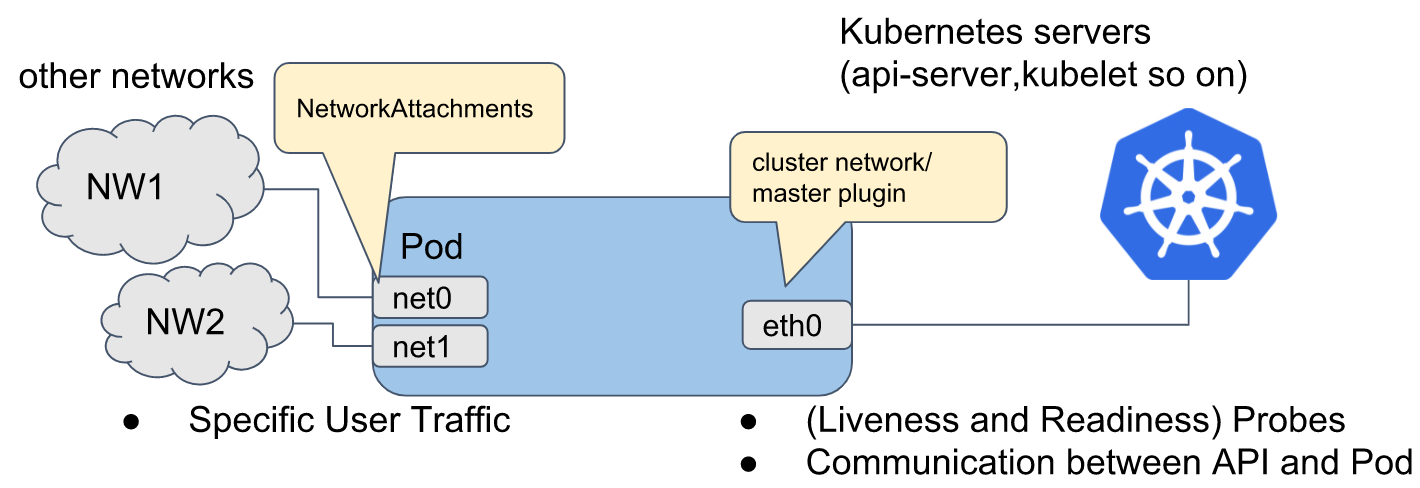 Kubernetes servers
(api-server,kubelet so on)
other networks
NetworkAttachments
cluster network/
master plugin
NW1
Pod
net0
NW2
eth0
net1
● Specific User Traffic
● (Liveness and Readiness) Probes
● Communication between API and Pod